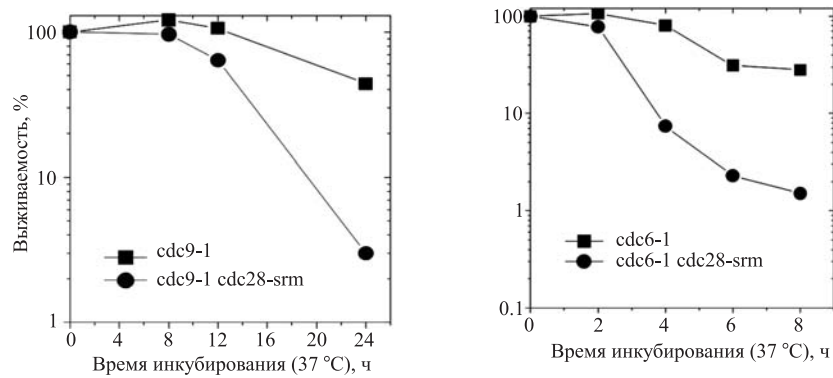 Выживаемость, %
100
10
1
cdc9-1
cdc9-1 cdc28-srm
0 4 8 12 16 20 24
Время инкубирования (37 °C), ч
100
10
1
0.1
cdc6-1
cdc6-1 cdc28-srm
0 2 4 6 8
Время инкубирования (37 °C), ч